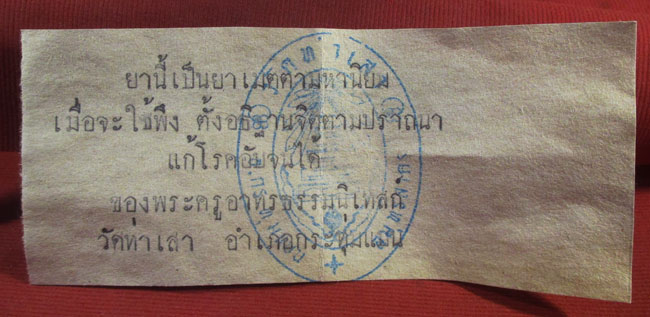 ยานี้เป็นยาเมตตามหานิยม
เมื่อจะใช้พึง ตั้งอธิษฐานจิตตามปรารถนา
แก้โรคอับจนได้
ของพระครูอาทรธรรมนิเทศก์
วัดท่าเสา อำเภอกระทุ่มแบน